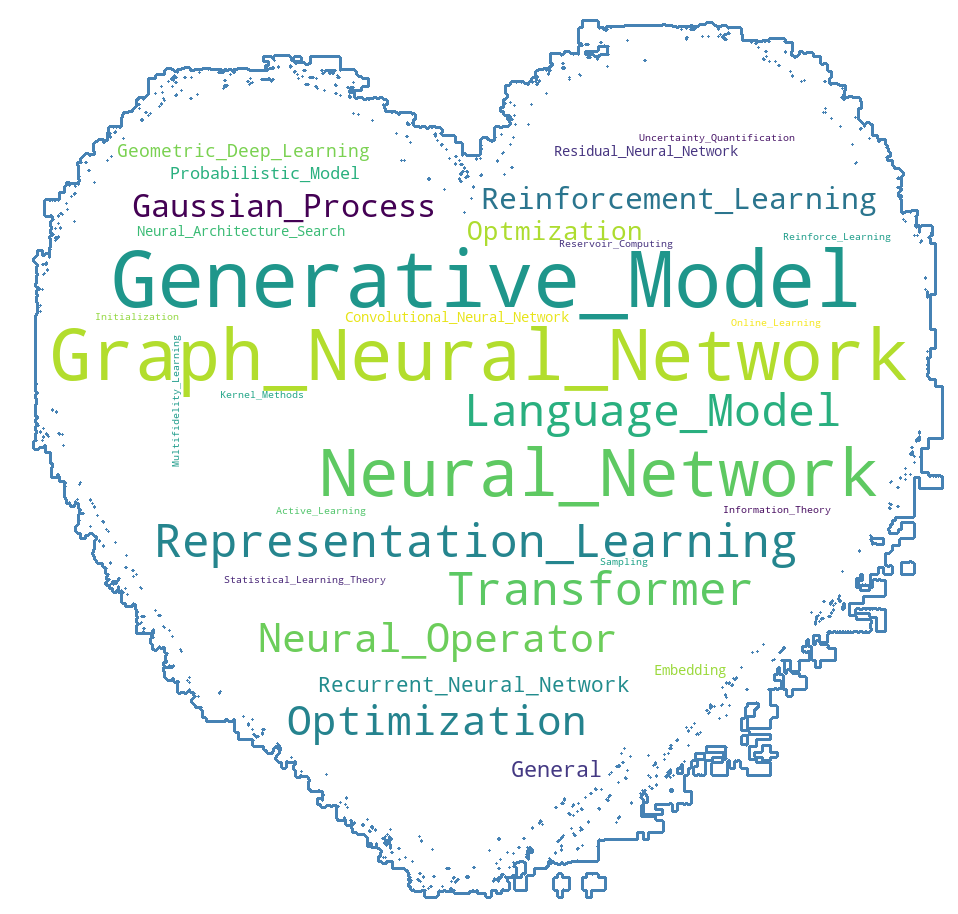 Uncertainty_Quantification
Geometric_Deep_Learning
Residual_Neural_Network
Probabilistic_Model
Reinforcement_Learning
Gaussian_Process
Neural_Architecture_Search
Optmization
Reinforce_Learning
Reservoir_Computing
Generative_Model
Initialization
Convolutional_Neural_Network
Online_Learning
Graph_Neural_Network
Multifidelity_Learning
Kernel_Methods
Language_Model
Neural_Network
Active_Learning
Information_Theory
Representation_Learning
Sampling
Statistical_Learning_Theory
Transformer
Neural_Operator
Embedding
Recurrent_Neural_Network
Optimization
General